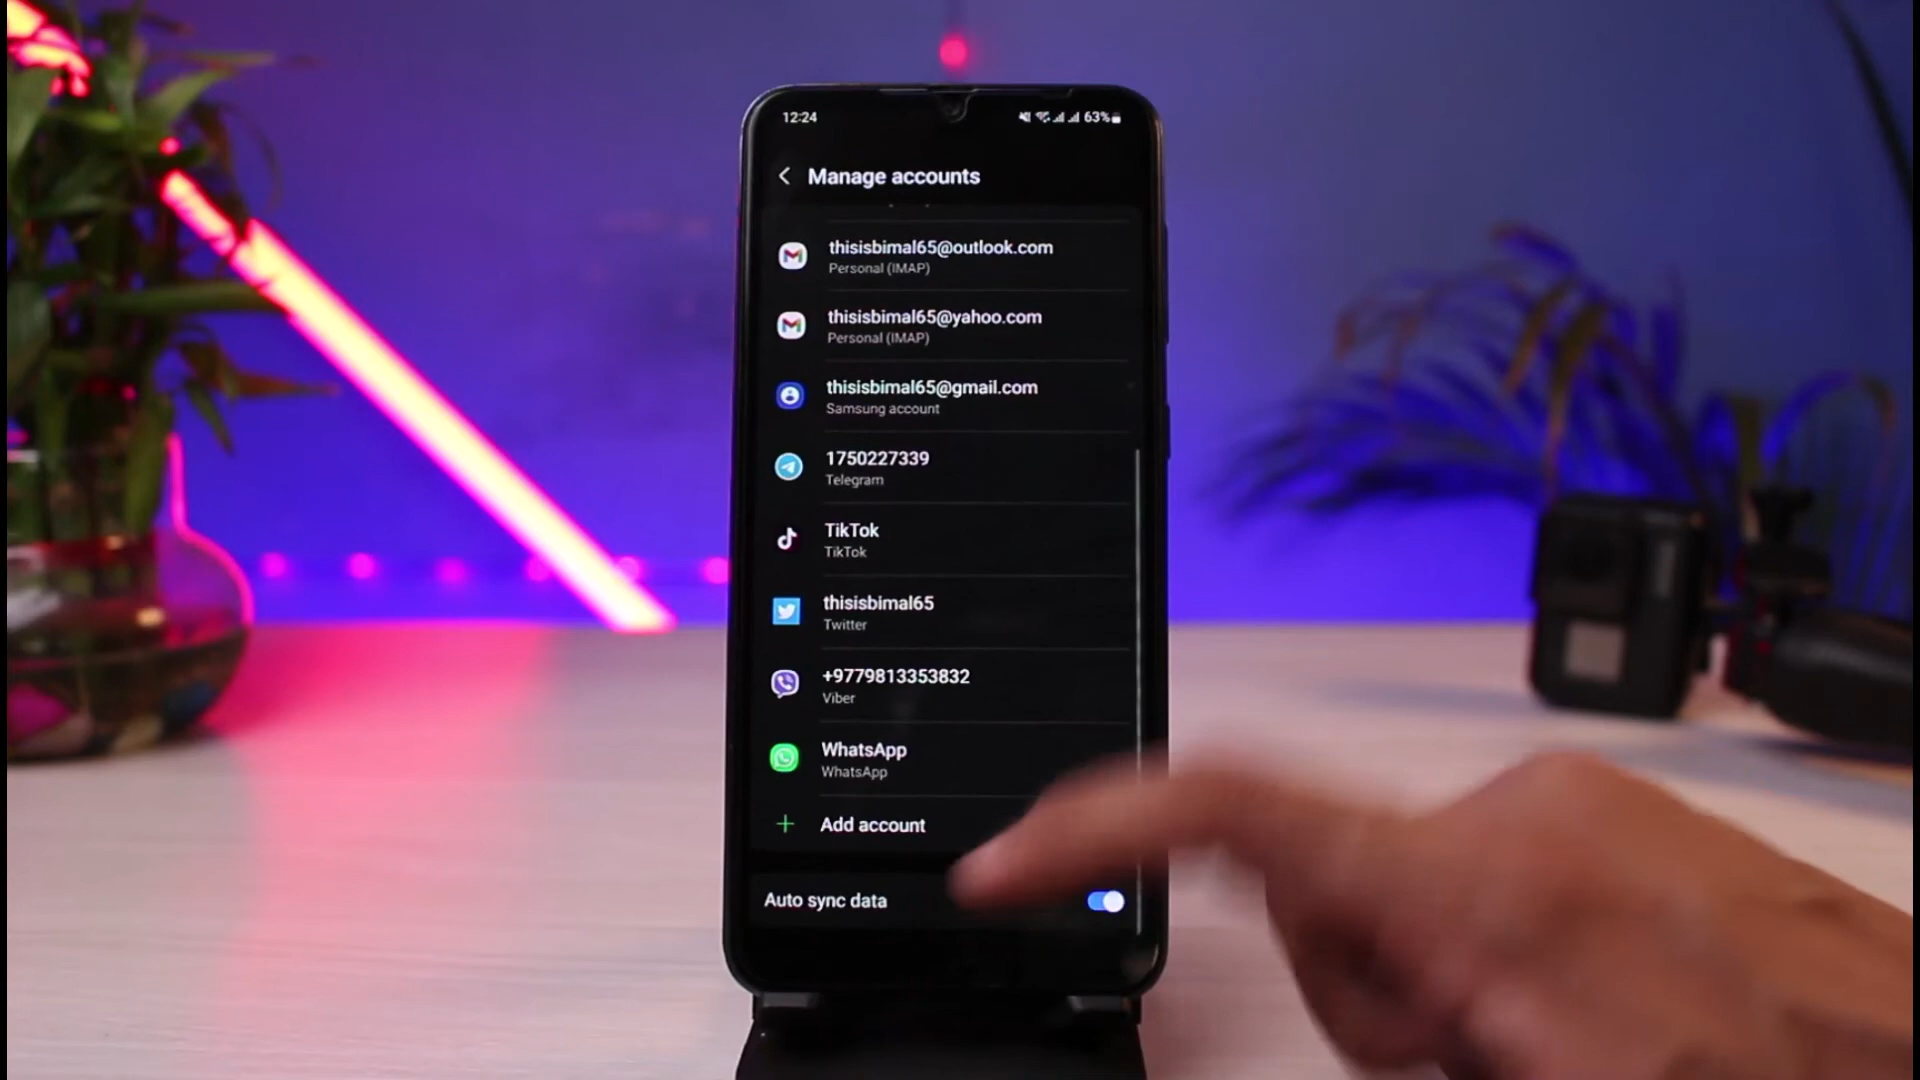 12:24
63%
Manage accounts
thisisbimal65@outlook.com
Personal (IMAP)
thisisbimal65@yahoo.com
Personal (IMAP)
thisisbimal65@gmail.com
Samsung account
1750227339
Telegram
TikTok
TikTok
thisisbimal65
Twitter
+9779813353832
Viber
WhatsApp
WhatsApp
Add account
Auto sync data